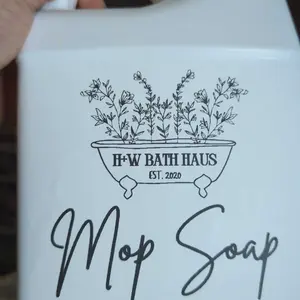 H+W BATH HAUS
EST. 2020
Mop Soap